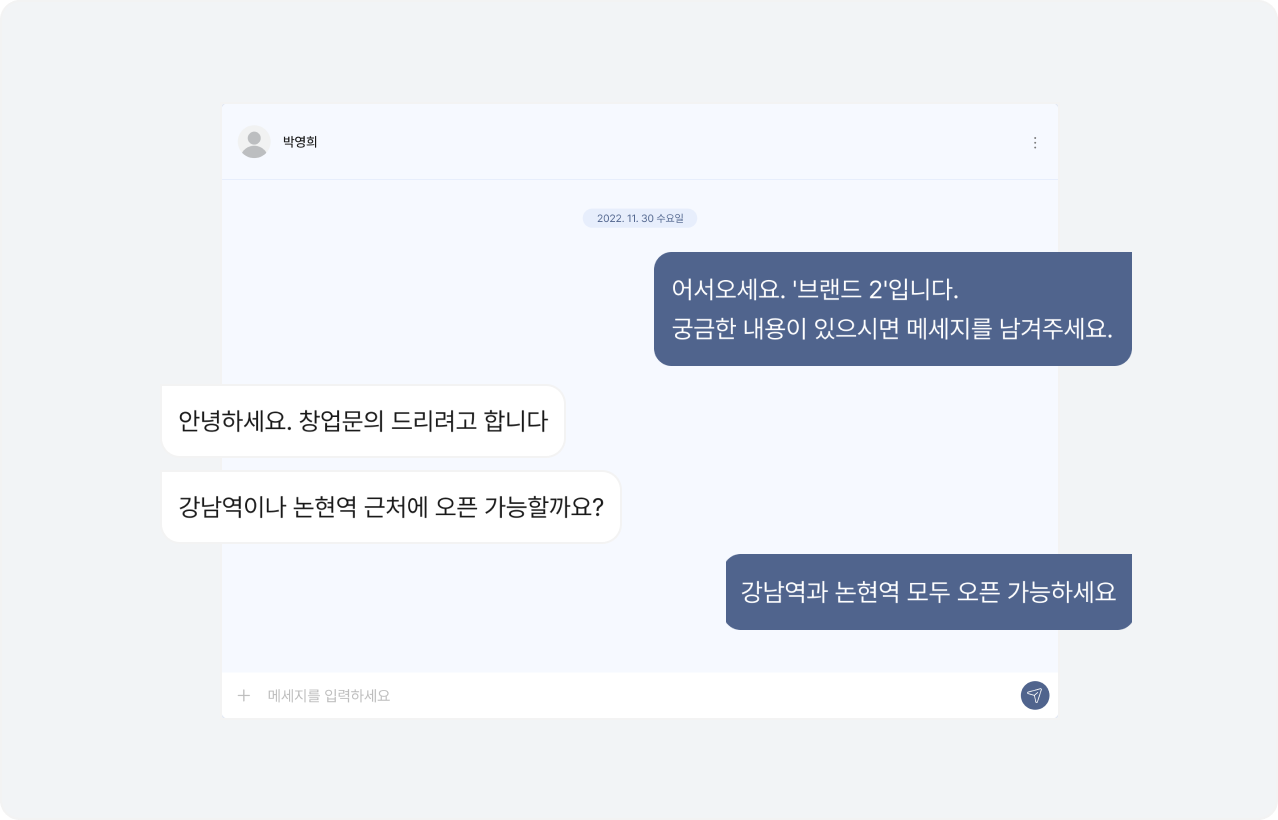 박영희
2022. 11. 30 수요일
어서오세요. '브랜드 2'입니다.
궁금한 내용이 있으시면 메세지를 남겨주세요.
안녕하세요. 창업문의 드리려고 합니다
강남역이나 논현역 근처에 오픈 가능할까요?
강남역과 논현역 모두 오픈 가능하세요
메세지를 입력하세요